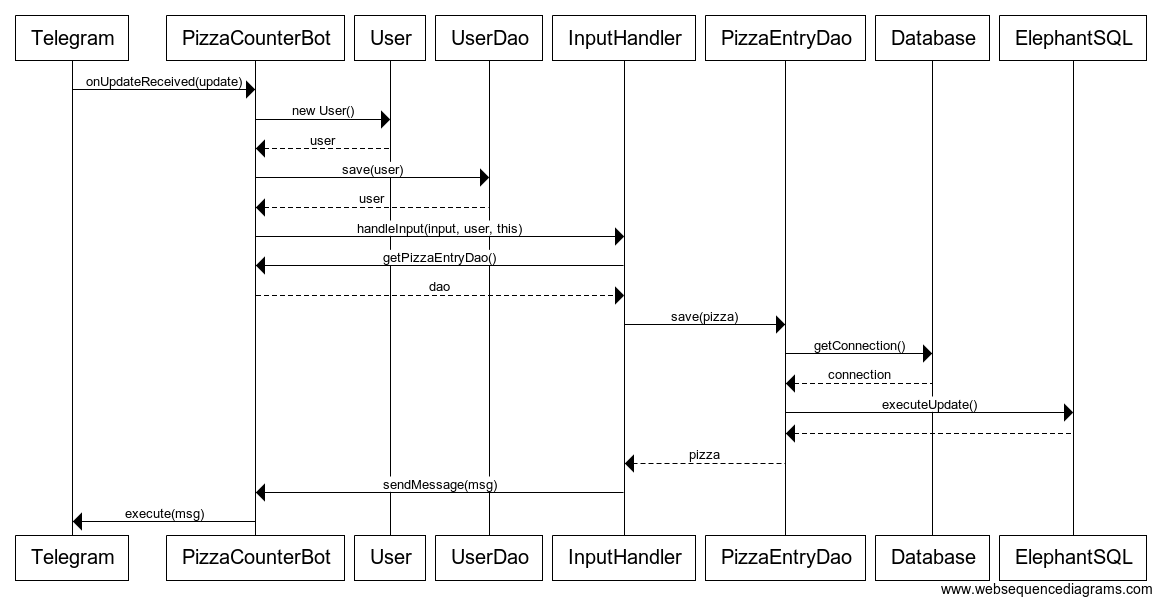 Telegram PizzaCounterBot User UserDao InputHandler PizzaEntryDao Database ElephantSQL
onUpdateReceived(update)
new User()
user
save(user)
user
handleInput(input, user, this)
getPizzaEntryDao()
dao
save(pizza)
getConnection()
connection
executeUpdate()
pizza
sendMessage(msg)
execute(msg)
Telegram PizzaCounterBot User UserDao InputHandler PizzaEntryDao Database ElephantSQL
www.websequencediagrams.com